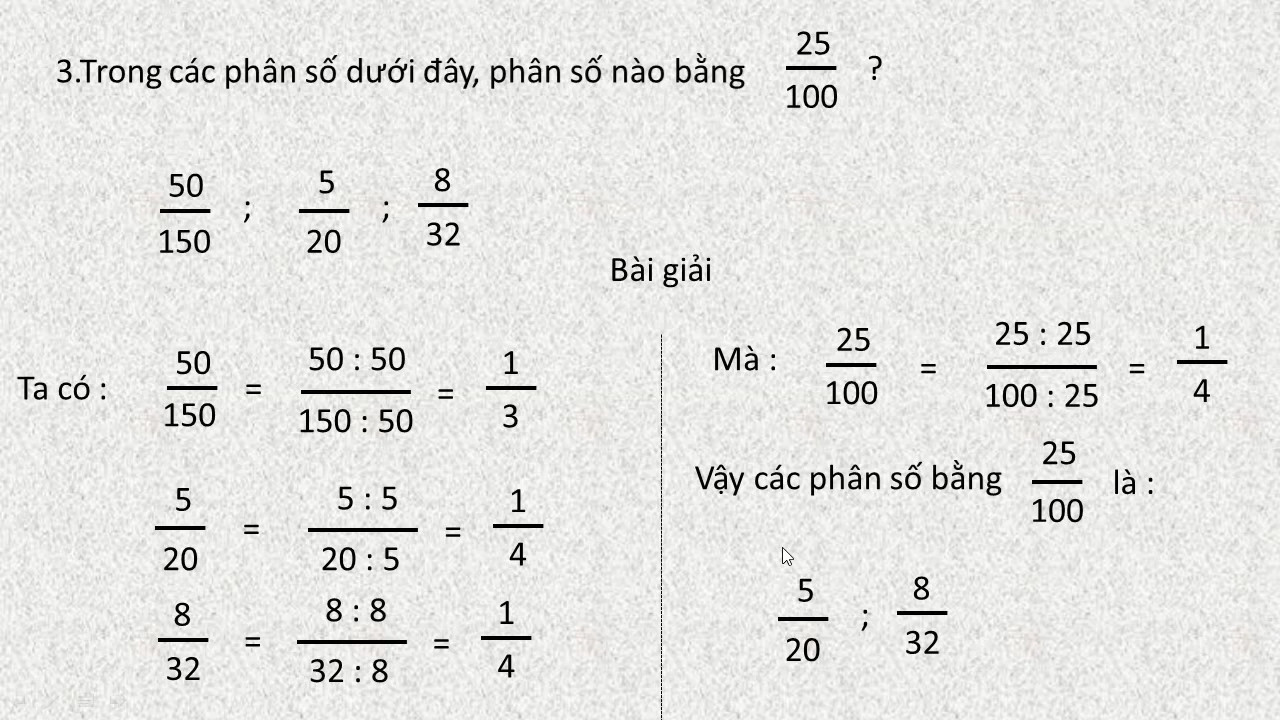 3.Trong các phân số dưới đây, phân số nào bằng 25/100 ?
50/150 ; 5/20 ; 8/32
Bài giải
Ta có : 50/150 = 50 : 50/150 : 50 = 1/3
5/20 = 5 : 5/20 : 5 = 1/4
8/32 = 8 : 8/32 : 8 = 1/4
Mà : 25/100 = 25 : 25/100 : 25 = 1/4
Vậy các phân số bằng 25/100 là :
5/20 ; 8/32